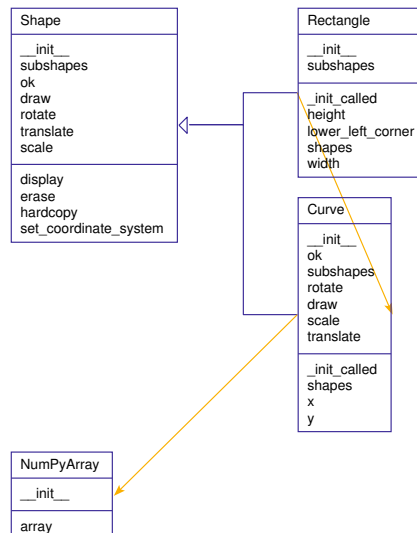 Shape
__init__
subshapes
ok
draw
rotate
translate
scale
display
erase
hardcopy
set_coordinate_system
Rectangle
__init__
subshapes
_init_called
height
lower_left_corner
shapes
width
Curve
__init__
ok
subshapes
rotate
draw
scale
translate
_init_called
shapes
x
y
NumPyArray
__init__
array